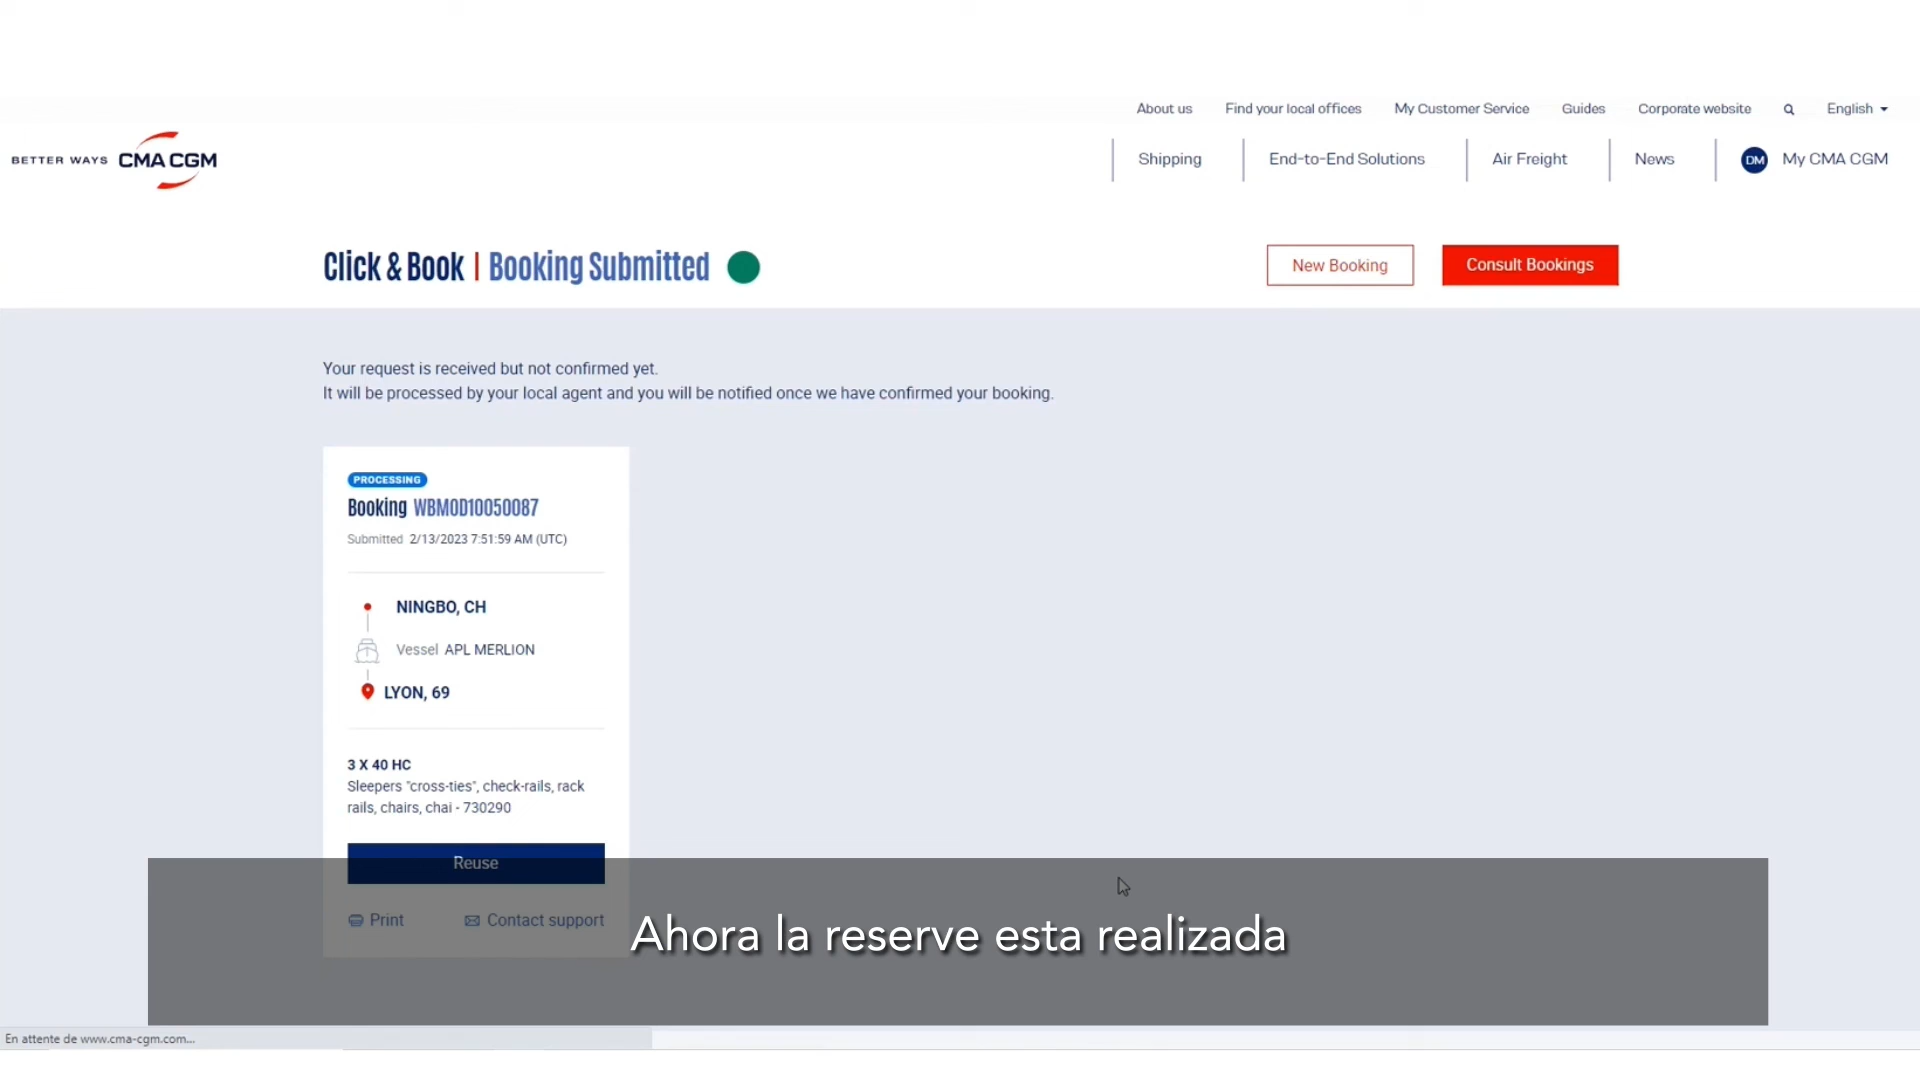 About us Find your local offices My Customer Service Guides Corporate website English
BETTER WAYS CMA CGM
Shipping End-to-End Solutions Air Freight News DM My CMA CGM
Click & Book | Booking Submitted
New Booking Consult Bookings
Your request is received but not confirmed yet.
It will be processed by your local agent and you will be notified once we have confirmed your booking.
PROCESSING
Booking WBMOD10050087
Submitted 2/13/2023 7:51:59 AM (UTC)
NINGBO, CH
Vessel APL MERLION
LYON, 69
3 X 40 HC
Sleepers "cross-ties", check-rails, rack
rails, chairs, chai - 730290
Reuse
Print Contact support
Ahora la reserve esta realizada
En attente de www.cma-cgm.com...